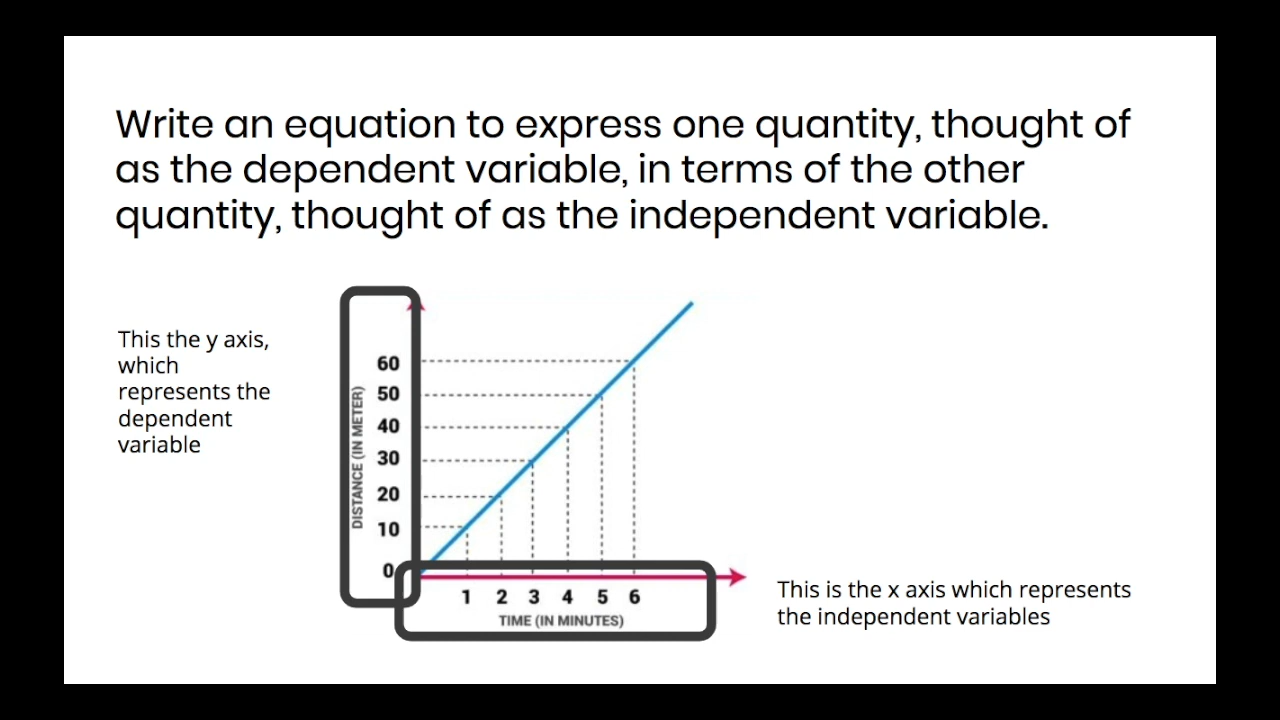 Write an equation to express one quantity, thought of
as the dependent variable, in terms of the other
quantity, thought of as the independent variable.
This the y axis,
which
represents the
dependent
variable
DISTANCE (IN METER)
60
50
40
30
20
10
0
1 2 3 4 5 6
TIME (IN MINUTES)
This is the x axis which represents
the independent variables